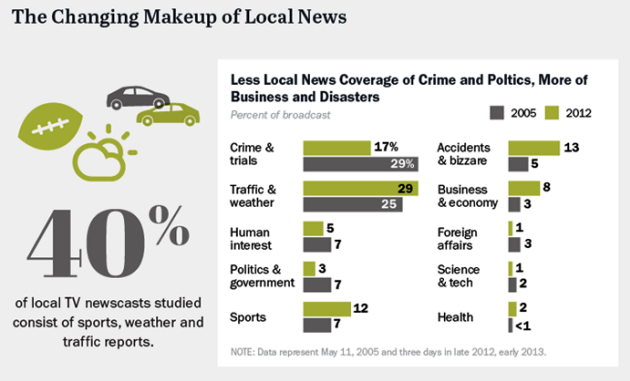 The Changing Makeup of Local News
40%
of local TV newscasts studied
consist of sports, weather and
traffic reports.
Less Local News Coverage of Crime and Poltics, More of
Business and Disasters
Percent of broadcast
2005 2012
Crime &
trials
17%
29%
Traffic &
weather
29
25
Human
interest
5
7
Politics &
government
3
7
Sports
12
7
Accidents
& bizzare
13
5
Business
& economy
8
3
Foreign
affairs
1
3
Science
& tech
1
2
Health
2
<1
NOTE: Data represent May 11, 2005 and three days in late 2012, early 2013.